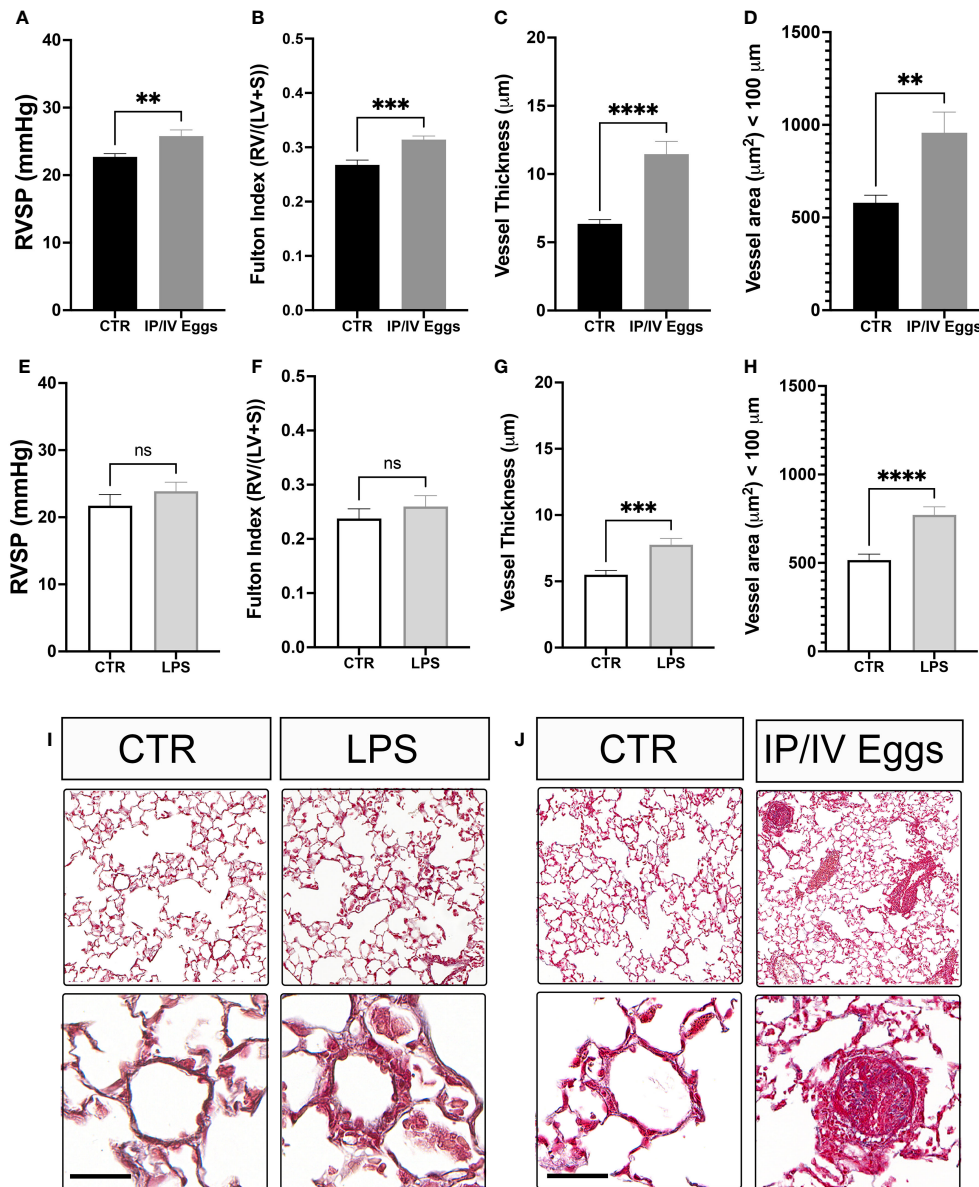 A
RVSP (mmHg)
40
30
20
10
0
**
CTR
IP/IV Eggs
B
Fulton Index (RV/(LV+S))
0.5
0.4
0.3
0.2
0.1
0.0
***
CTR
IP/IV Eggs
C
Vessel Thickness (μm)
20
15
10
5
0
****
CTR
IP/IV Eggs
D
Vessel area (μm²) < 100 μm
1500
1000
500
0
**
CTR
IP/IV Eggs
E
RVSP (mmHg)
40
30
20
10
0
ns
CTR
LPS
F
Fulton Index (RV/(LV+S))
0.5
0.4
0.3
0.2
0.1
0.0
ns
CTR
LPS
G
Vessel Thickness (μm)
20
15
10
5
0
***
CTR
LPS
H
Vessel area (μm²) < 100 μm
1500
1000
500
0
****
CTR
LPS
I
CTR
LPS
J
CTR
IP/IV Eggs